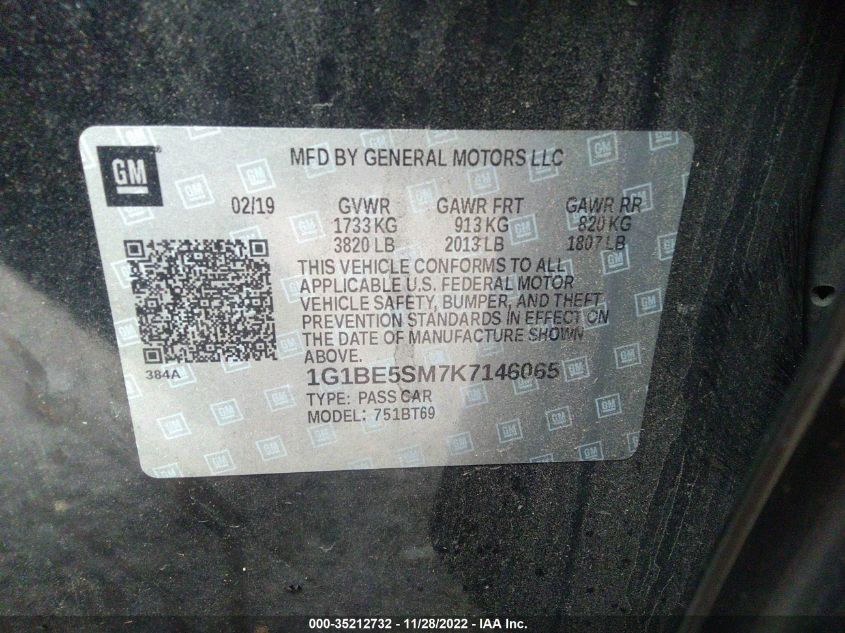 GM
MFD BY GENERAL MOTORS LLC
02/19 GVWR GAWR FRT GAWR RR
1733 KG 913 KG 820 KG
3820 LB 2013 LB 1807 LB
THIS VEHICLE CONFORMS TO ALL
APPLICABLE U.S. FEDERAL MOTOR
VEHICLE SAFETY, BUMPER, AND THEFT
PREVENTION STANDARDS IN EFFECT ON
THE DATE OF MANUFACTURE SHOWN
ABOVE.
384A
1G1BE5SM7K7146065
TYPE: PASS CAR
MODEL: 751BT69
000-35212732 - 11/28/2022 - IAA, Inc.